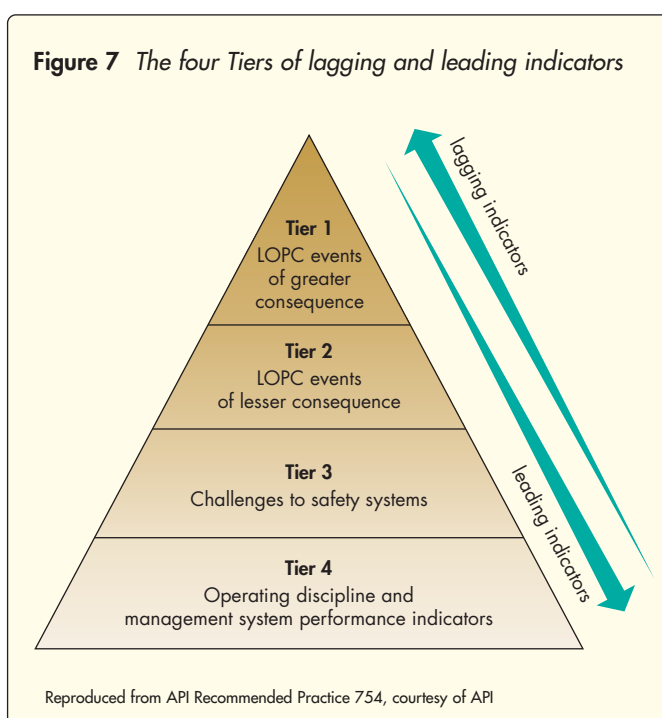 Figure 7 The four Tiers of lagging and leading indicators
Tier 1
LOPC events
of greater
consequence
Tier 2
LOPC events
of lesser consequence
Tier 3
Challenges to safety systems
Tier 4
Operating discipline and
management system performance indicators
lagging indicators
leading indicators
Reproduced from API Recommended Practice 754, courtesy of API